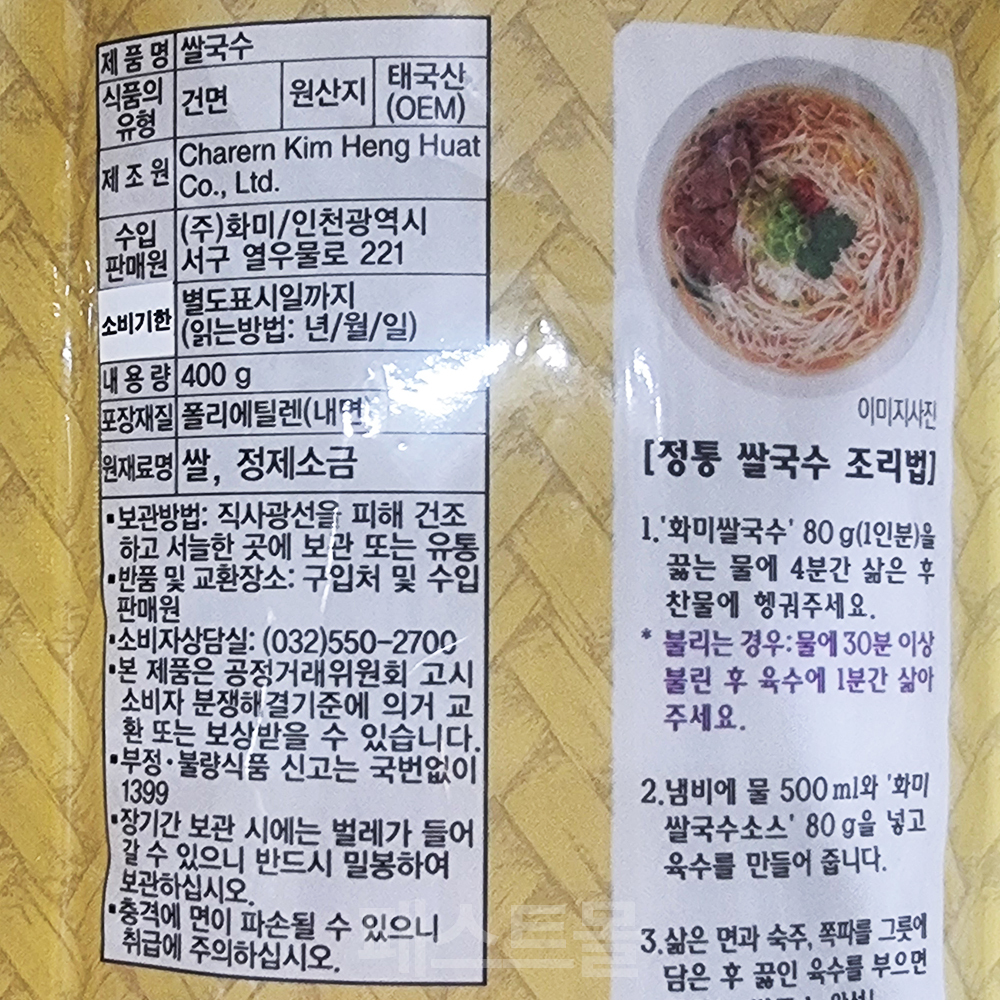 제 품 명 쌀국수
식품의 유형 건면 원산지 태국산 (OEM)
제 조 원 Charern Kim Heng Huat
Co., Ltd.
수입 판매원 (주)화미/인천광역시
서구 열우물로 221
소비기한 별도표시일까지
(읽는방법: 년/월/일)
내 용 량 400 g
포장재질 폴리에틸렌(내면)
원재료명 쌀, 정제소금
▪보관방법: 직사광선을 피해 건조
하고 서늘한 곳에 보관 또는 유통
▪반품 및 교환장소: 구입처 및 수입
판매원
▪소비자상담실: (032)550-2700
▪본 제품은 공정거래위원회 고시
소비자 분쟁해결기준에 의거 교
환 또는 보상받을 수 있습니다.
▪부정·불량식품 신고는 국번없이
1399
▪장기간 보관 시에는 벌레가 들어
갈 수 있으니 반드시 밀봉하여
보관하십시오.
▪충격에 면이 파손될 수 있으니
취급에 주의하십시오.
이미지사진
[정통 쌀국수 조리법]
1.'화미쌀국수' 80 g(1인분)을
끓는 물에 4분간 삶은 후
찬물에 헹궈주세요.
* 불리는 경우:물에 30분 이상
불린 후 육수에 1분간 삶아
주세요.
2.냄비에 물 500 ml와 '화미
쌀국수소스' 80 g을 넣고
육수를 만들어 줍니다.
3.삶은 면과 숙주, 쪽파를 그릇에
담은 후 끓인 육수를 부으면
패스트몰